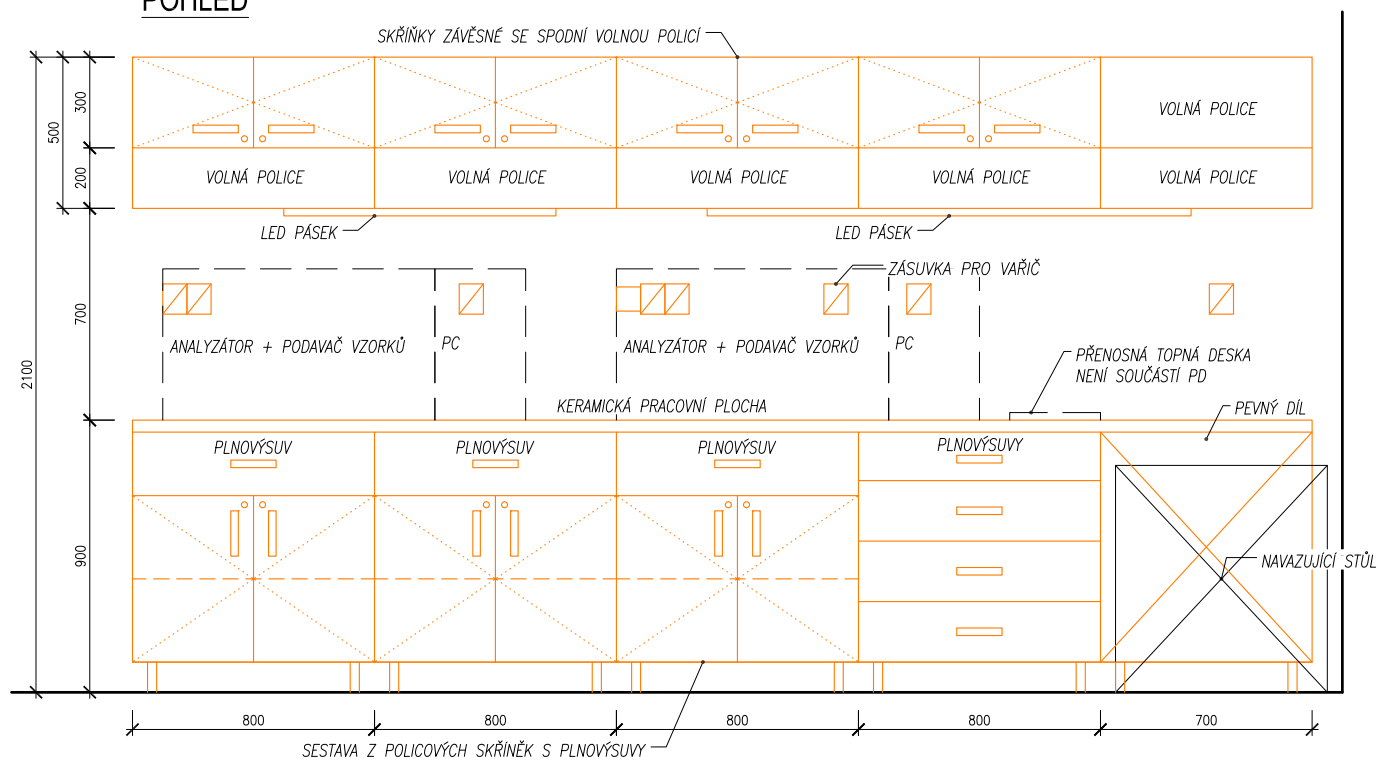 POHLED
SKŘÍŇKY ZÁVĚSNÉ SE SPODNÍ VOLNOU POLICÍ
300
500
VOLNÁ POLICE
200
VOLNÁ POLICE
VOLNÁ POLICE
VOLNÁ POLICE
VOLNÁ POLICE
VOLNÁ POLICE
LED PÁSEK
LED PÁSEK
ZÁSUVKA PRO VAŘIČ
700
ANALYZÁTOR + PODAVAČ VZORKŮ
PC
ANALYZÁTOR + PODAVAČ VZORKŮ
PC
PŘENOSNÁ TOPNÁ DESKA
NENÍ SOUČÁSTÍ PD
2100
KERAMICKÁ PRACOVNÍ PLOCHA
PEVNÝ DÍL
PLNOVÝSUV
PLNOVÝSUV
PLNOVÝSUV
PLNOVÝSUVY
900
NAVAZUJÍCÍ STŮL
800
800
800
800
700
SESTAVA Z POLICOVÝCH SKŘÍNĚK S PLNOVÝSUVY